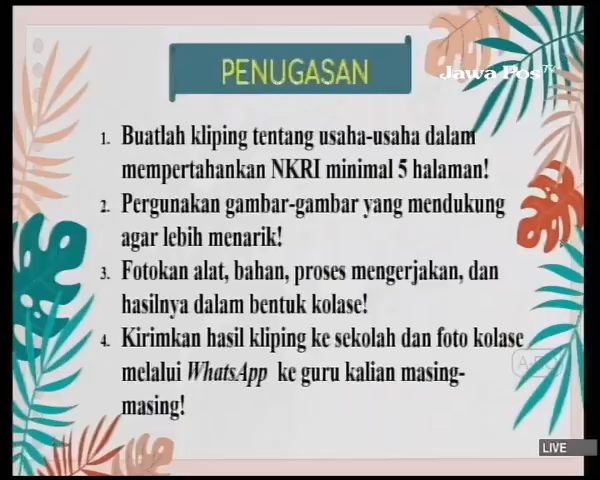 PENUGASAN
Jawa Pos TV
1. Buatlah kliping tentang usaha-usaha dalam
mempertahankan NKRI minimal 5 halaman!
2. Pergunakan gambar-gambar yang mendukung
agar lebih menarik!
3. Fotokan alat, bahan, proses mengerjakan, dan
hasilnya dalam bentuk kolase!
4. Kirimkan hasil kliping ke sekolah dan foto kolase
melalui WhatsApp ke guru kalian masing-
masing!
LIVE